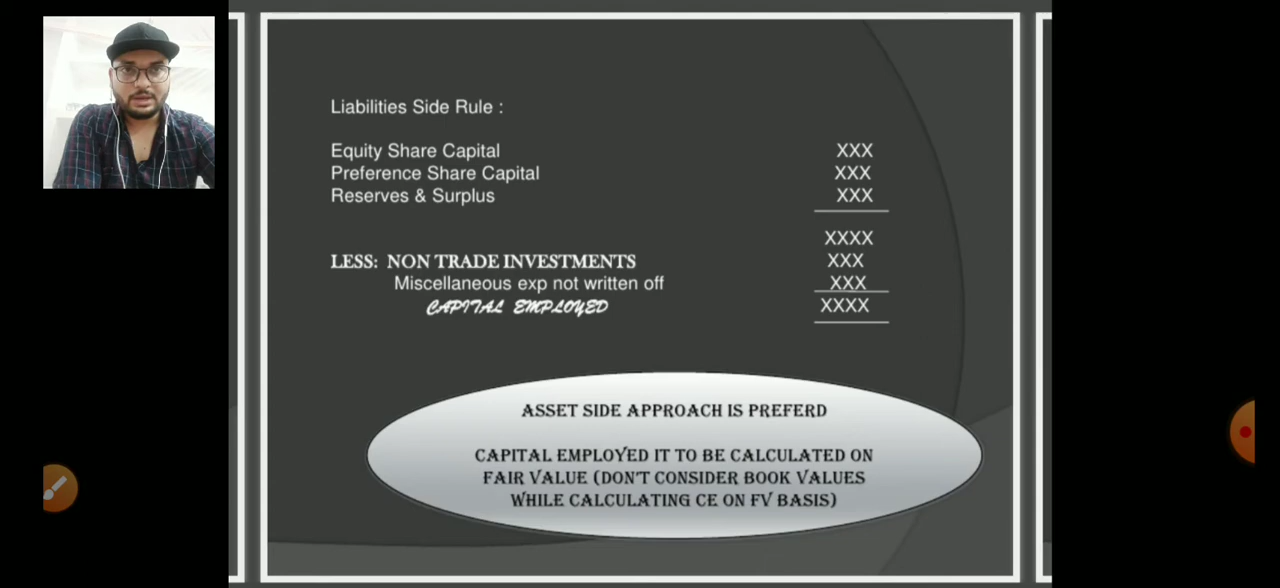 Liabilities Side Rule :
Equity Share Capital XXX
Preference Share Capital XXX
Reserves & Surplus XXX
XXXX
LESS: NON TRADE INVESTMENTS XXX
Miscellaneous exp not written off XXX
CAPITAL EMPLOYED XXXX
ASSET SIDE APPROACH IS PREFERD
CAPITAL EMPLOYED IT TO BE CALCULATED ON
FAIR VALUE (DON'T CONSIDER BOOK VALUES
WHILE CALCULATING CE ON FV BASIS)